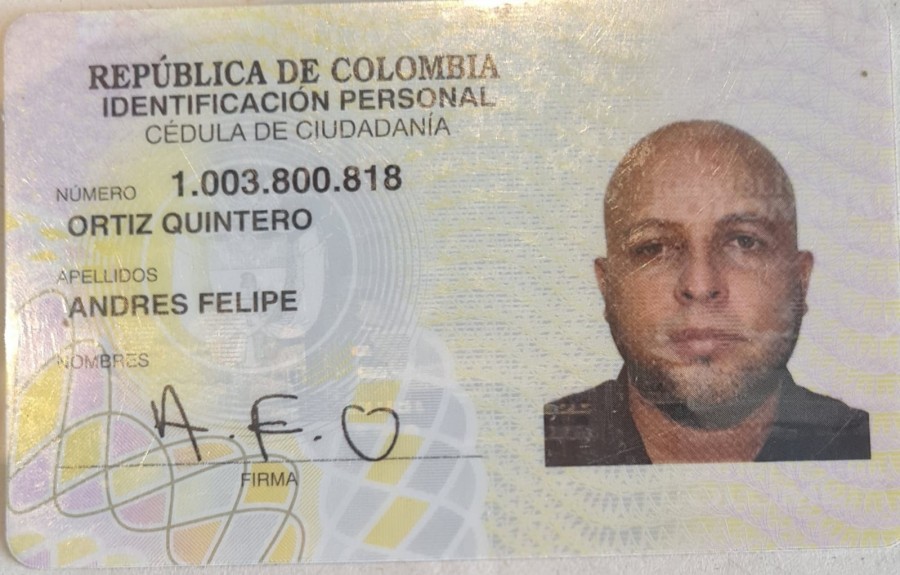 REPÚBLICA DE COLOMBIA
IDENTIFICACIÓN PERSONAL
CÉDULA DE CIUDADANÍA
NÚMERO 1.003.800.818
ORTIZ QUINTERO
APELLIDOS
ANDRES FELIPE
NOMBRES
A.F.O
FIRMA